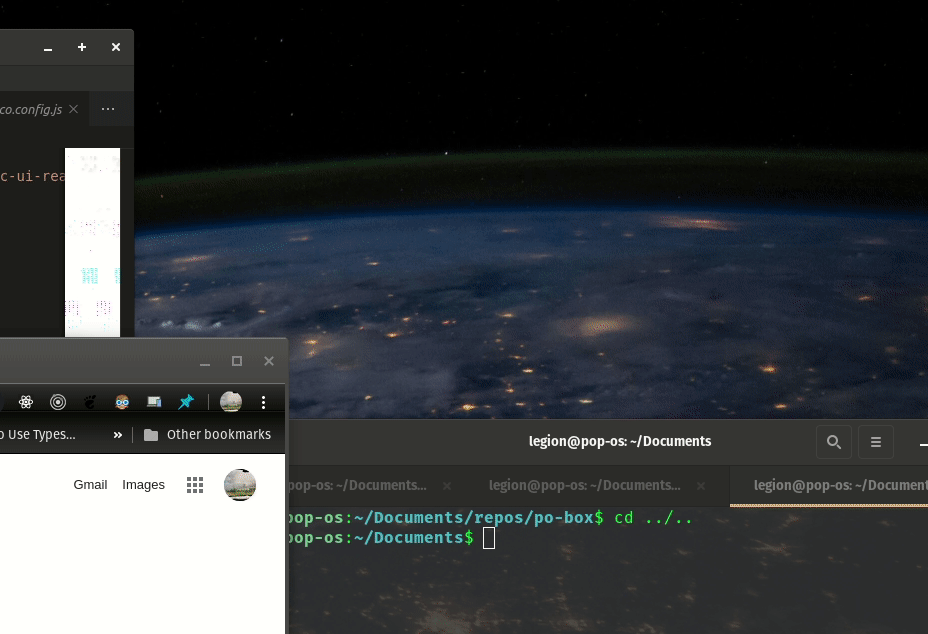 co.config.js
c-ui-rea
o Use Types...
» Other bookmarks
Gmail Images
legion@pop-os: ~/Documents
pop-os: ~/Documents...
legion@pop-os: ~/Documents...
legion@pop-os: ~/Document
pop-os:~/Documents/repos/po-box$ cd ../..
pop-os:~/Documents$